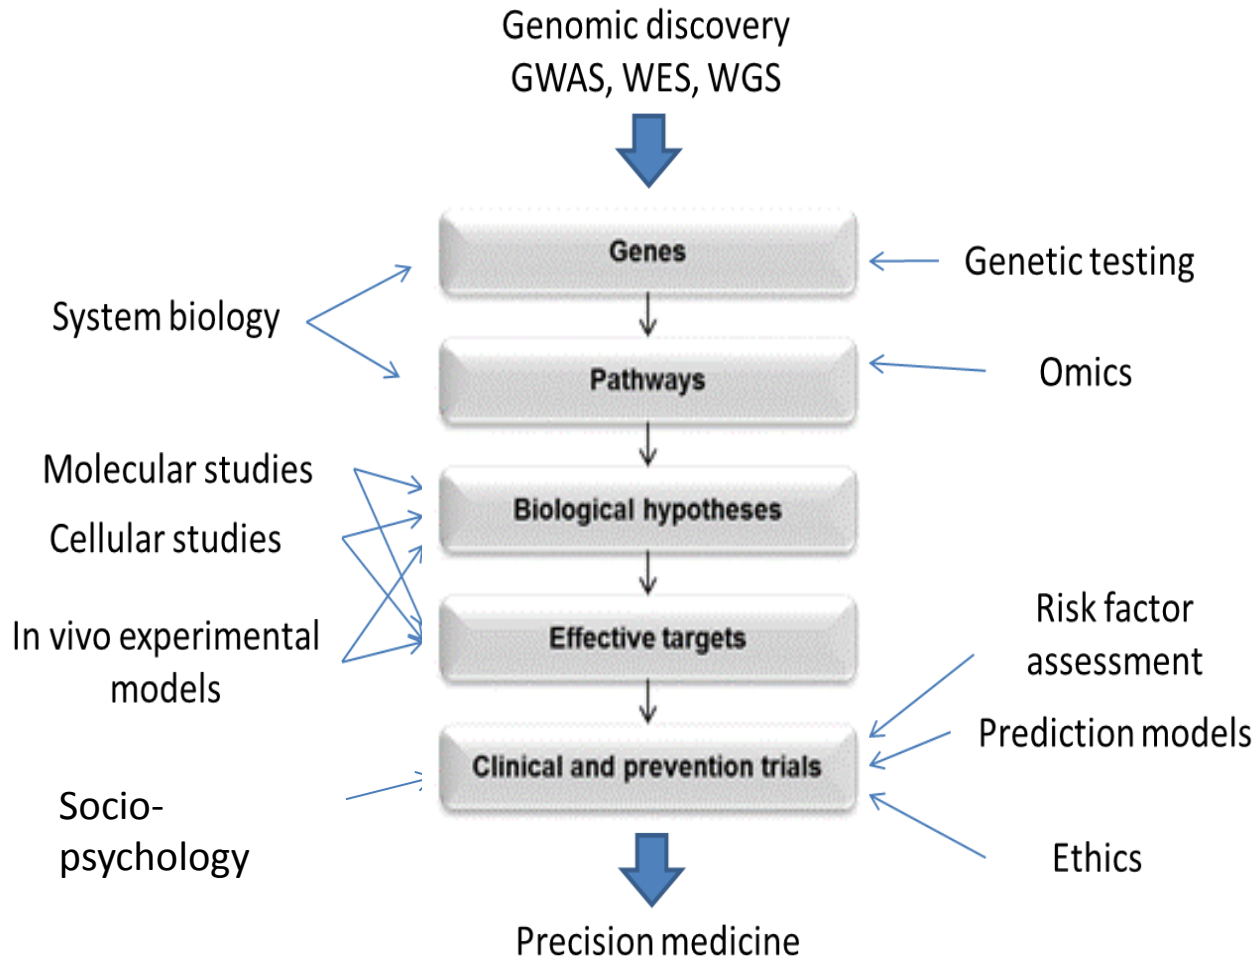 Genomic discovery
GWAS, WES, WGS
Genes
Genetic testing
System biology
Pathways
Omics
Molecular studies
Biological hypotheses
Cellular studies
In vivo experimental
models
Effective targets
Risk factor
assessment
Prediction models
Clinical and prevention trials
Socio-
psychology
Ethics
Precision medicine